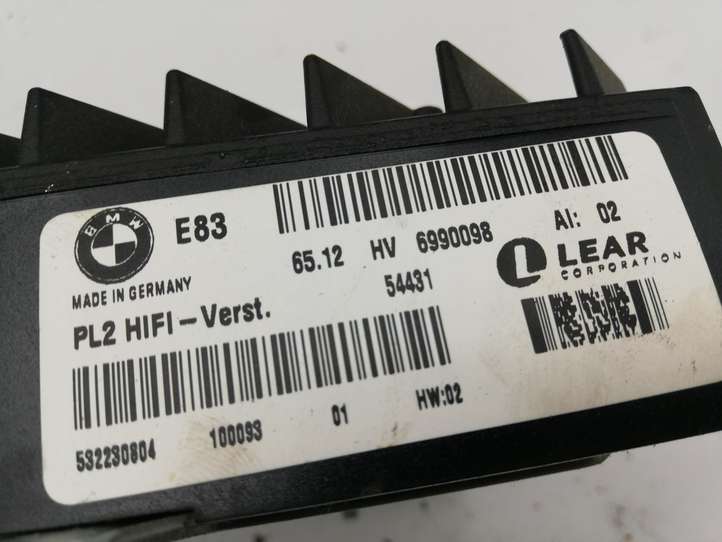 BMW
E83
65.12 HV 6990098
AI: 02
LEAR
CORPORATION
MADE IN GERMANY
54431
PL2 HIFI-Verst.
532230804 100093 01 HW:02